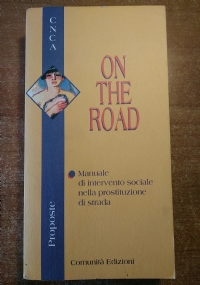 CNCA
ON
THE
ROAD
Manuale
di intervento sociale
nella prostituzione
di strada
Proposte
Comunità Edizioni